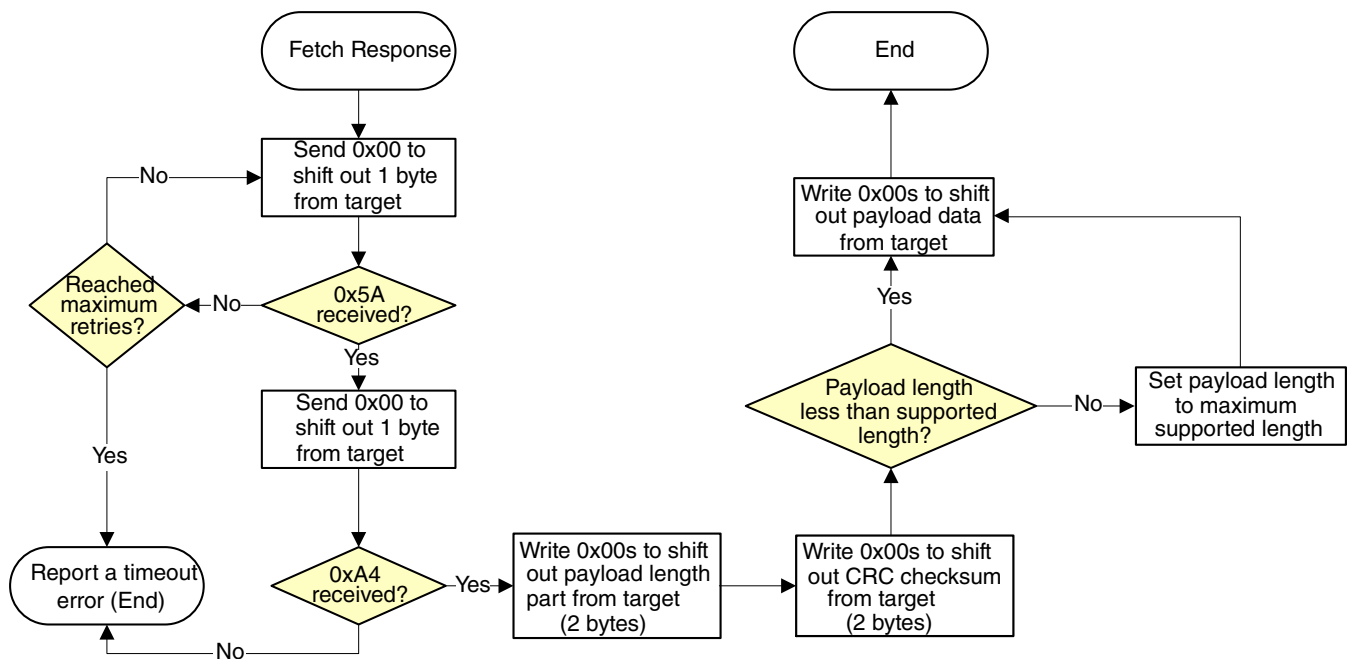 Fetch Response
Send 0x00 to
shift out 1 byte
from target
No
Reached
maximum
retries?
No
0x5A
received?
Yes
Send 0x00 to
shift out 1 byte
from target
Yes
Report a timeout
error (End)
0xA4
received?
No
Yes
Write 0x00s to shift
out payload length
part from target
(2 bytes)
Write 0x00s to shift
out CRC checksum
from target
(2 bytes)
Payload length
less than supported
length?
No
Set payload length
to maximum
supported length
Yes
Write 0x00s to shift
out payload data
from target
End